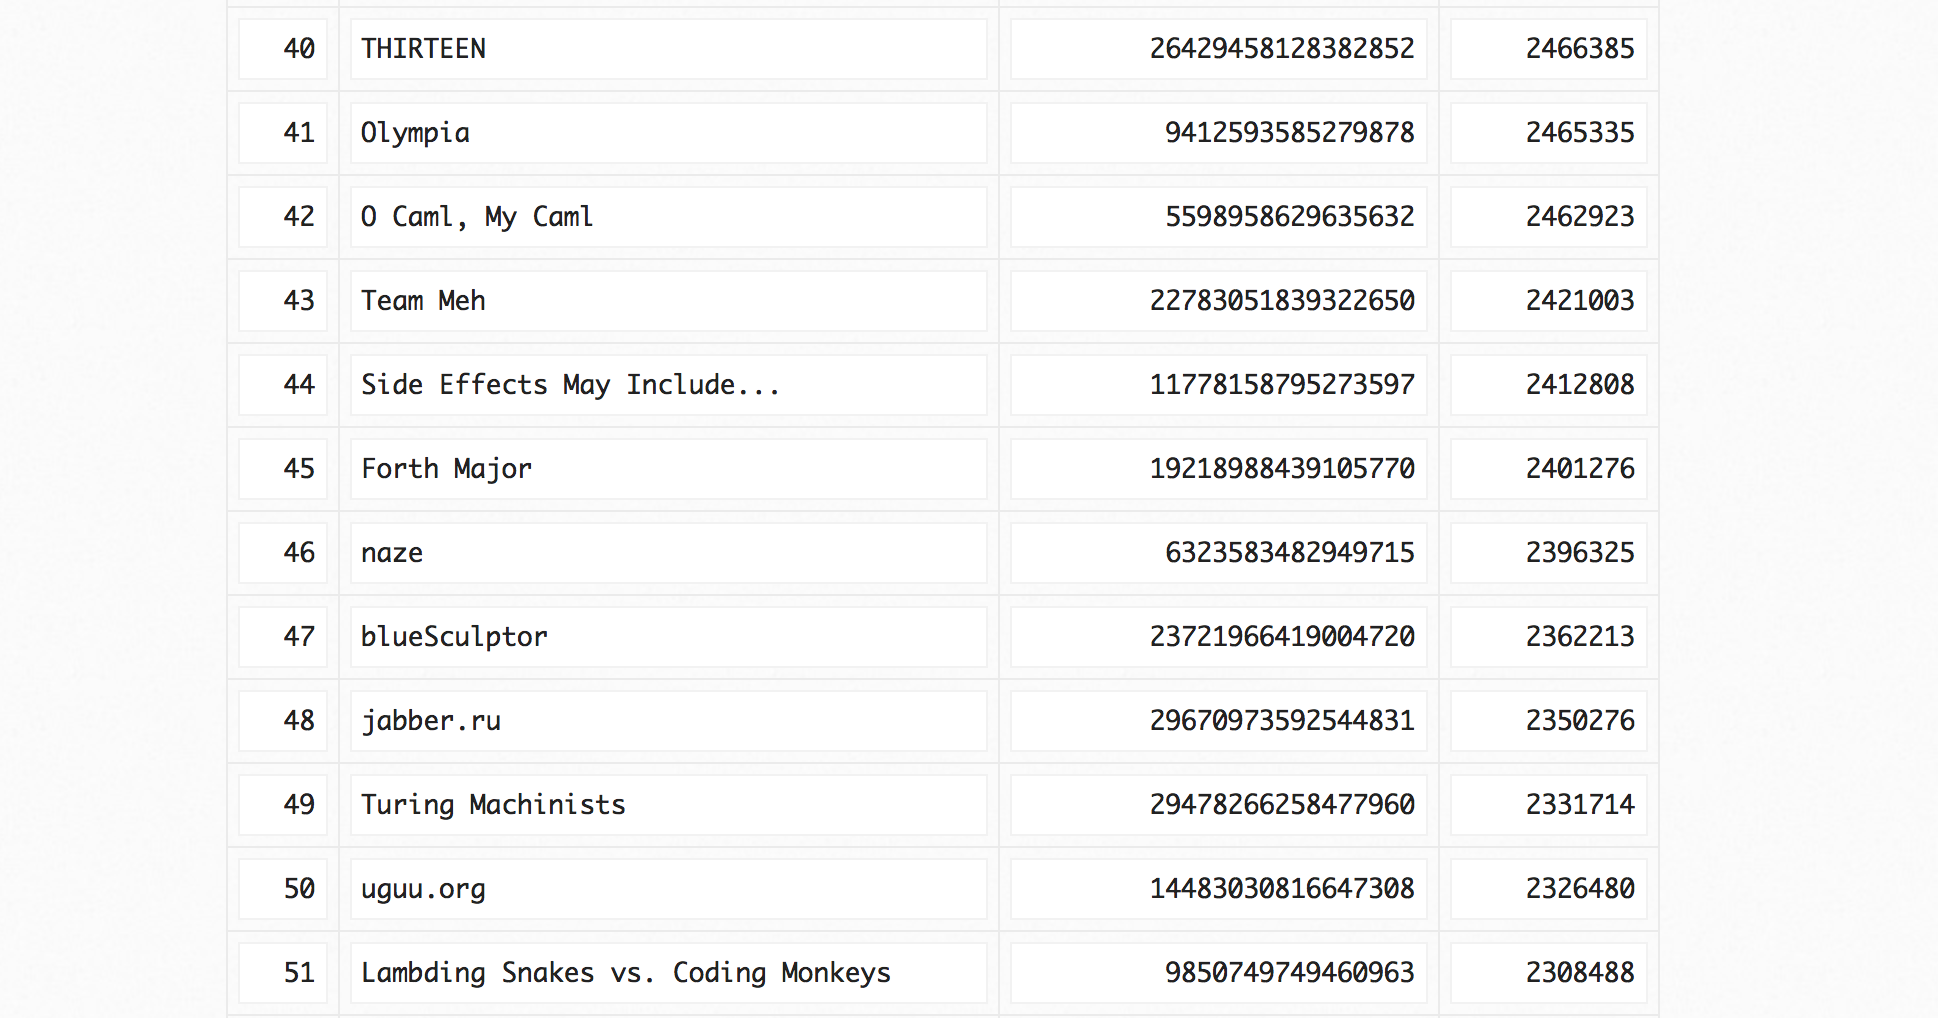 40 THIRTEEN 26429458128382852 2466385
41 Olympia 9412593585279878 2465335
42 O Caml, My Caml 5598958629635632 2462923
43 Team Meh 22783051839322650 2421003
44 Side Effects May Include... 11778158795273597 2412808
45 Forth Major 19218988439105770 2401276
46 naze 6323583482949715 2396325
47 blueSculptor 23721966419004720 2362213
48 jabber.ru 29670973592544831 2350276
49 Turing Machinists 29478266258477960 2331714
50 uguu.org 14483030816647308 2326480
51 Lambding Snakes vs. Coding Monkeys 9850749749460963 2308488